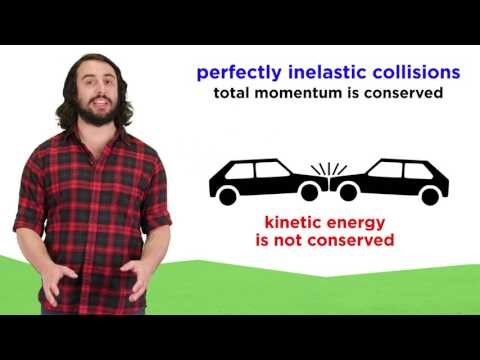 perfectly inelastic collisions
total momentum is conserved
kinetic energy
is not conserved